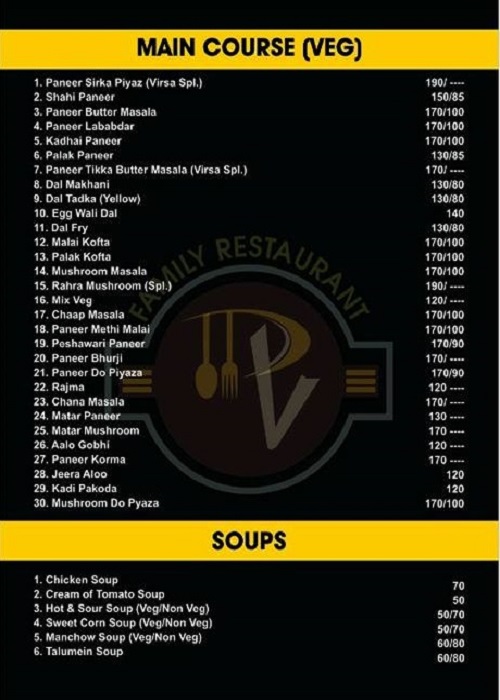 MAIN COURSE (VEG)
1. Paneer Sirka Piyaz (Virsa Spl.) 190/ ----
2. Shahi Paneer 150/85
3. Paneer Butter Masala 170/100
4. Paneer Lababdar 170/100
5. Kadhai Paneer 170/100
6. Palak Paneer 130/85
7. Paneer Tikka Butter Masala (Virsa Spl.) 170/ ----
8. Dal Makhani 130/80
9. Dal Tadka (Yellow) 130/80
10. Egg Wali Dal 140
11. Dal Fry 130/80
12. Malai Kofta 170/100
13. Palak Kofta 170/100
14. Mushroom Masala 170/100
15. Rahra Mushroom (Spl.) 190/ ----
16. Mix Veg 120/ ----
17. Chaap Masala 170/100
18. Paneer Methi Malai 170/100
19. Peshawari Paneer 170/90
20. Paneer Bhurji 170/ ----
21. Paneer Do Piyaza 170/90
22. Rajma 120 ----
23. Chana Masala 170/ ----
24. Matar Paneer 130 ----
25. Matar Mushroom 170 ----
26. Aalo Gobhi 120 ----
27. Paneer Korma 170 ----
28. Jeera Aloo 120
29. Kadi Pakoda 120
30. Mushroom Do Pyaza 170/100
FAMILY RESTAURANT
PV
SOUPS
1. Chicken Soup 70
2. Cream of Tomato Soup 50
3. Hot & Sour Soup (Veg/Non Veg) 50/70
4. Sweet Corn Soup (Veg/Non Veg) 50/70
5. Manchow Soup (Veg/Non Veg) 60/80
6. Talumein Soup 60/80